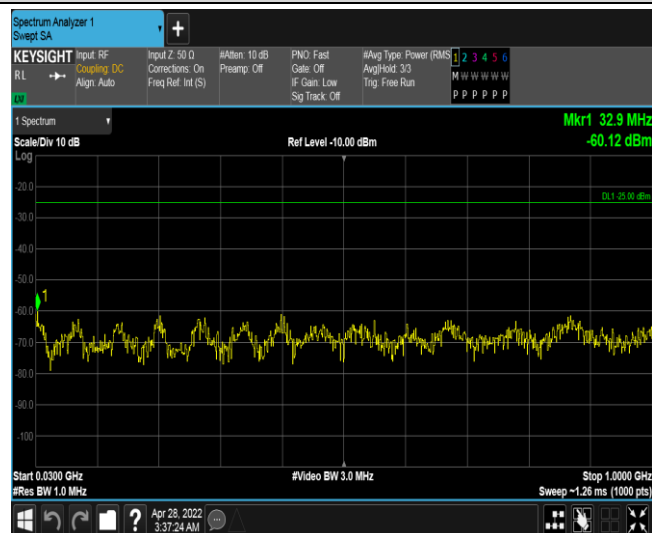 Spectrum Analyzer 1
Swept SA
KEYSIGHT
RL
Input: RF
Coupling: DC
Align: Auto
Input Z: 50 Ω
Corrections: On
Freq Ref: Int (S)
#Atten: 10 dB
Preamp: Off
PNO: Fast
Gate: Off
IF Gain: Low
Sig Track: Off
#Avg Type: Power (RMS
Avg|Hold: 3/3
Trig: Free Run
1 2 3 4 5 6
M W W W W W
P P P P P P
1 Spectrum
Mkr1 32.9 MHz
Scale/Div 10 dB
Ref Level -10.00 dBm
-60.12 dBm
Log
-20.0
DL1 -25.00 dBm
-30.0
-40.0
-50.0
1
-60.0
-70.0
-80.0
-90.0
-100
Start 0.0300 GHz
#Video BW 3.0 MHz
Stop 1.0000 GHz
#Res BW 1.0 MHz
Sweep ~1.26 ms (1000 pts)
?
Apr 28, 2022
3:37:24 AM